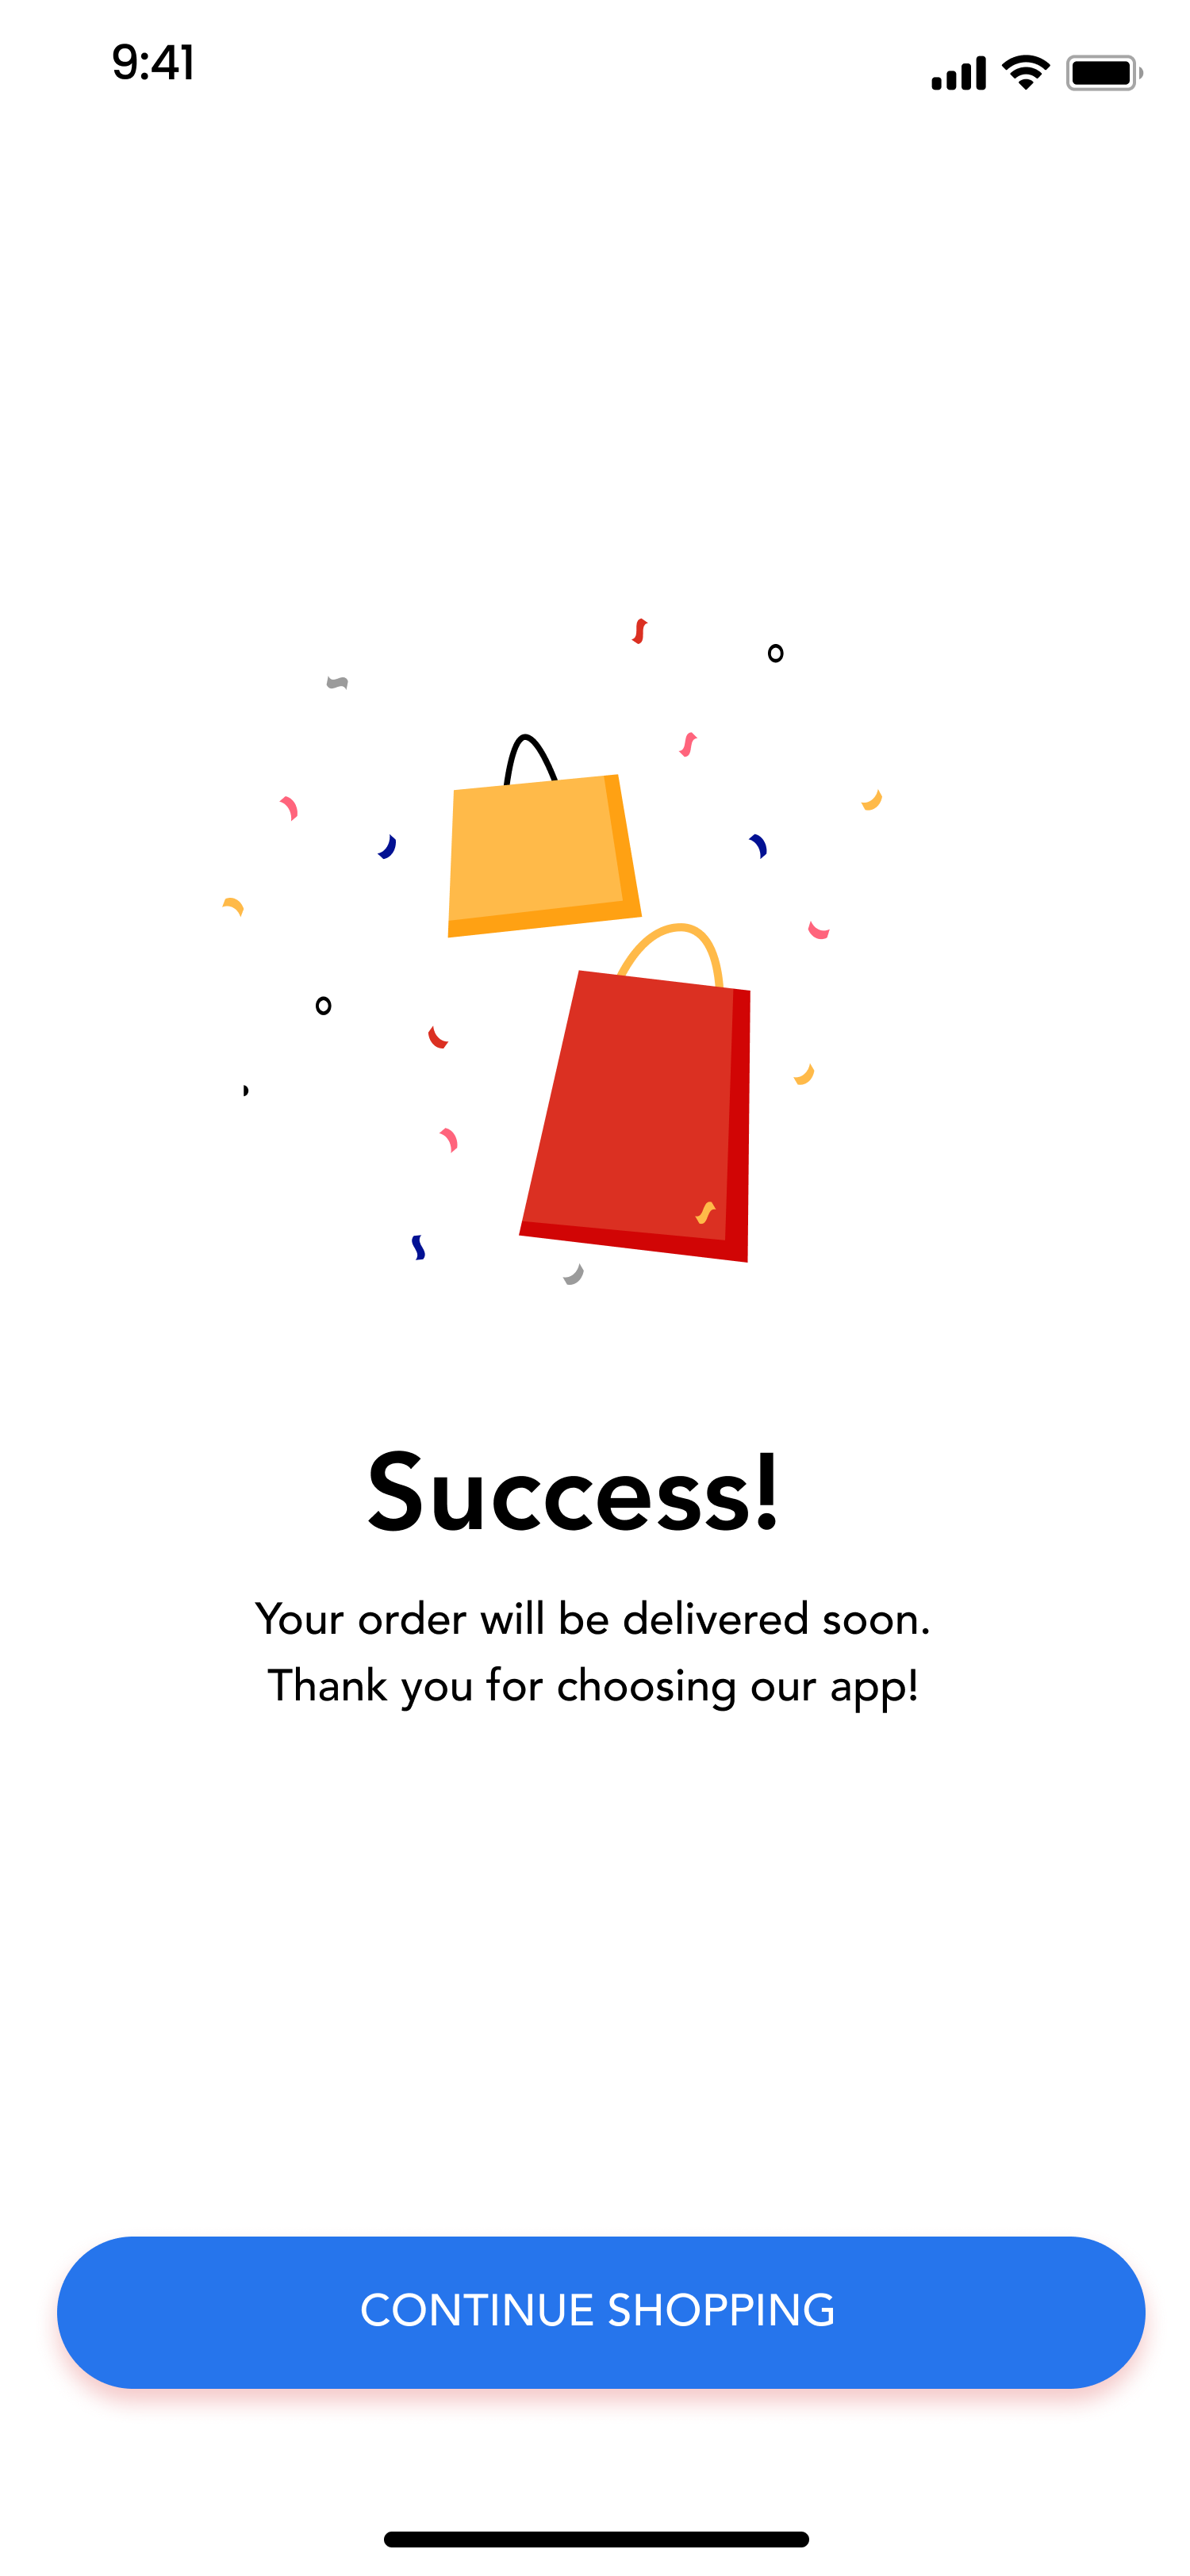 9:41
Success!
Your order will be delivered soon.
Thank you for choosing our app!
CONTINUE SHOPPING